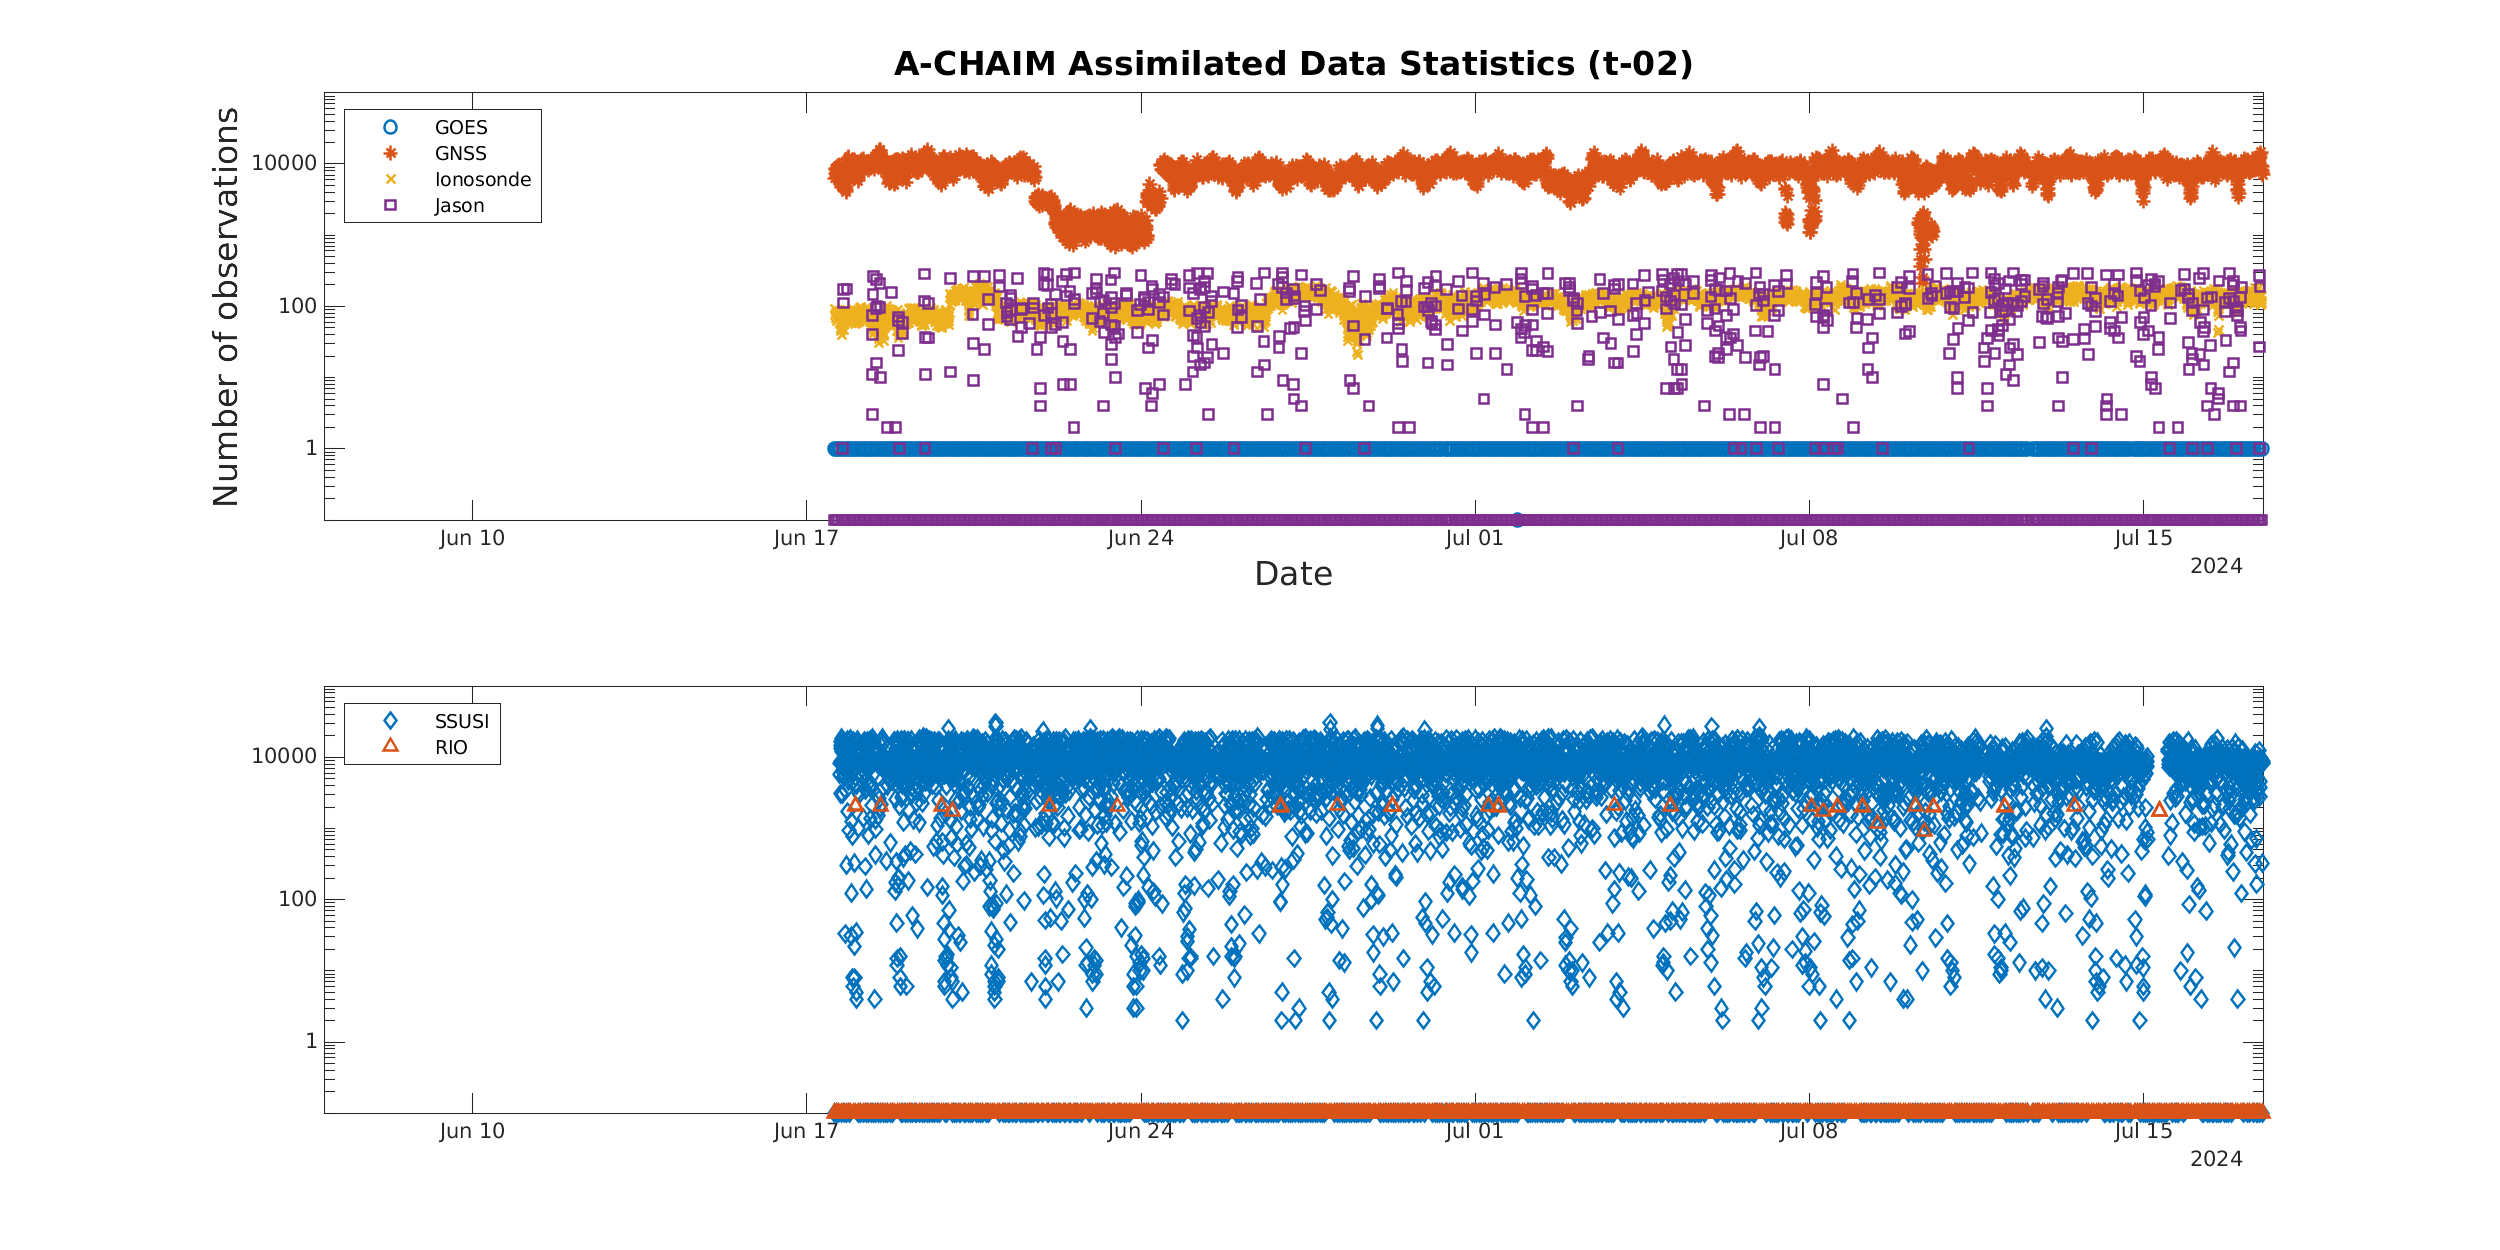 A-CHAIM Assimilated Data Statistics (t-02)
Number of observations
10000
100
1
GOES
GNSS
Ionosonde
Jason
Jun 10
Jun 17
Jun 24
Jul 01
Jul 08
Jul 15
2024
Date
10000
100
1
SSUSI
RIO
Jun 10
Jun 17
Jun 24
Jul 01
Jul 08
Jul 15
2024